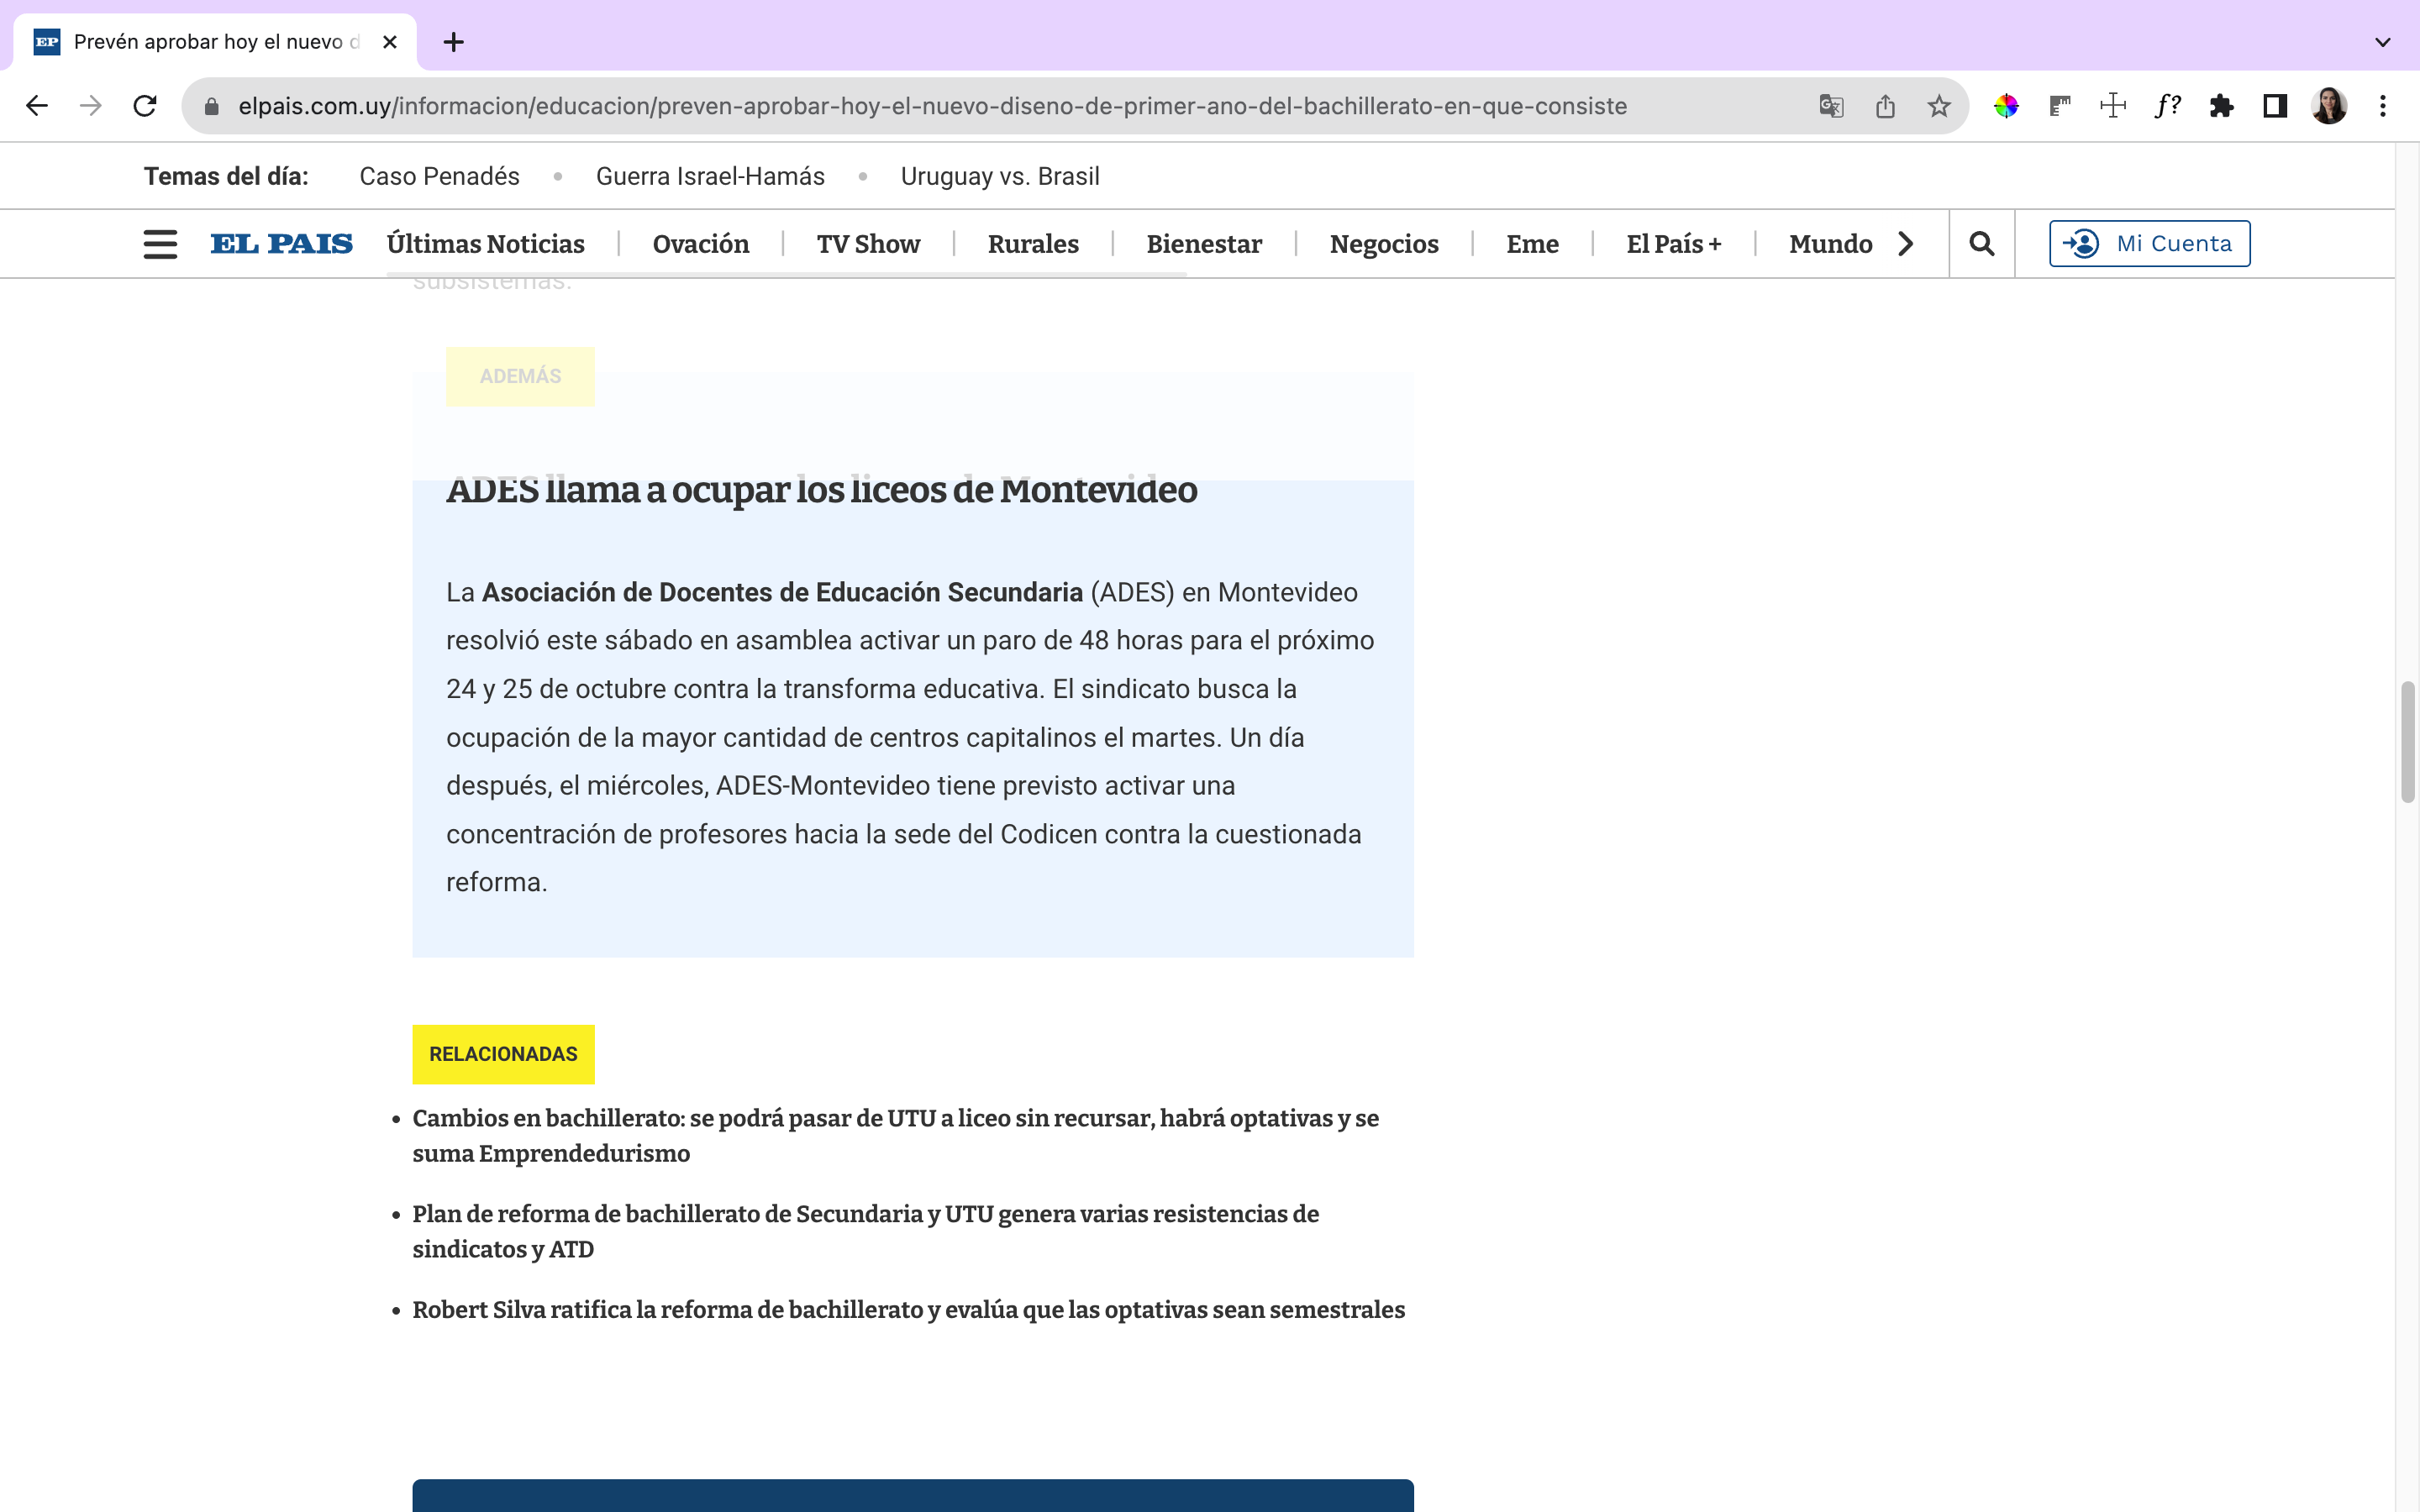 EP Prevén aprobar hoy el nuevo
elpais.com.uy/informacion/educacion/preven-aprobar-hoy-el-nuevo-diseno-de-primer-ano-del-bachillerato-en-que-consiste
f?
Temas del día: Caso Penadés • Guerra Israel-Hamás • Uruguay vs. Brasil
EL PAIS Últimas Noticias | Ovación | TV Show | Rurales | Bienestar | Negocios | Eme | El País + | Mundo Mi Cuenta
subsistemas.
ADEMÁS
ADES llama a ocupar los liceos de Montevideo
La Asociación de Docentes de Educación Secundaria (ADES) en Montevideo
resolvió este sábado en asamblea activar un paro de 48 horas para el próximo
24 y 25 de octubre contra la transforma educativa. El sindicato busca la
ocupación de la mayor cantidad de centros capitalinos el martes. Un día
después, el miércoles, ADES-Montevideo tiene previsto activar una
concentración de profesores hacia la sede del Codicen contra la cuestionada
reforma.
RELACIONADAS
• Cambios en bachillerato: se podrá pasar de UTU a liceo sin recursar, habrá optativas y se
suma Emprendedurismo
• Plan de reforma de bachillerato de Secundaria y UTU genera varias resistencias de
sindicatos y ATD
• Robert Silva ratifica la reforma de bachillerato y evalúa que las optativas sean semestrales